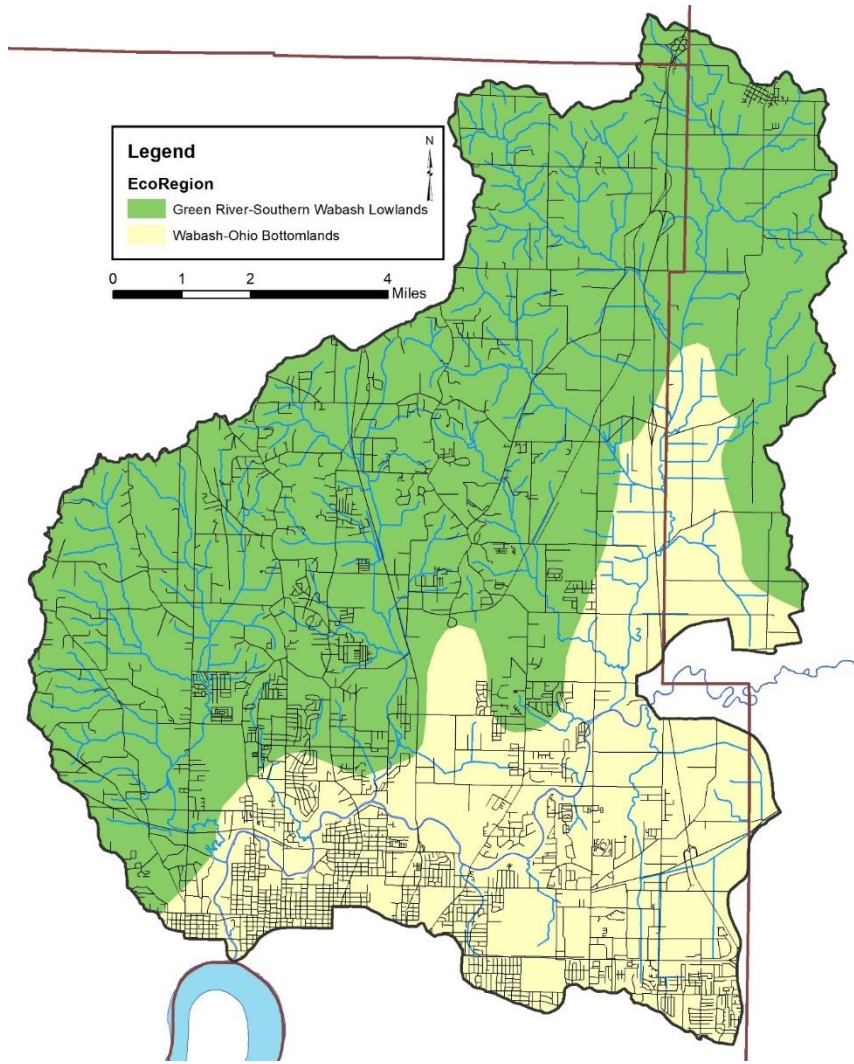 Legend
N
EcoRegion
Green River-Southern Wabash Lowlands
Wabash-Ohio Bottomlands
0 1 2 4
Miles